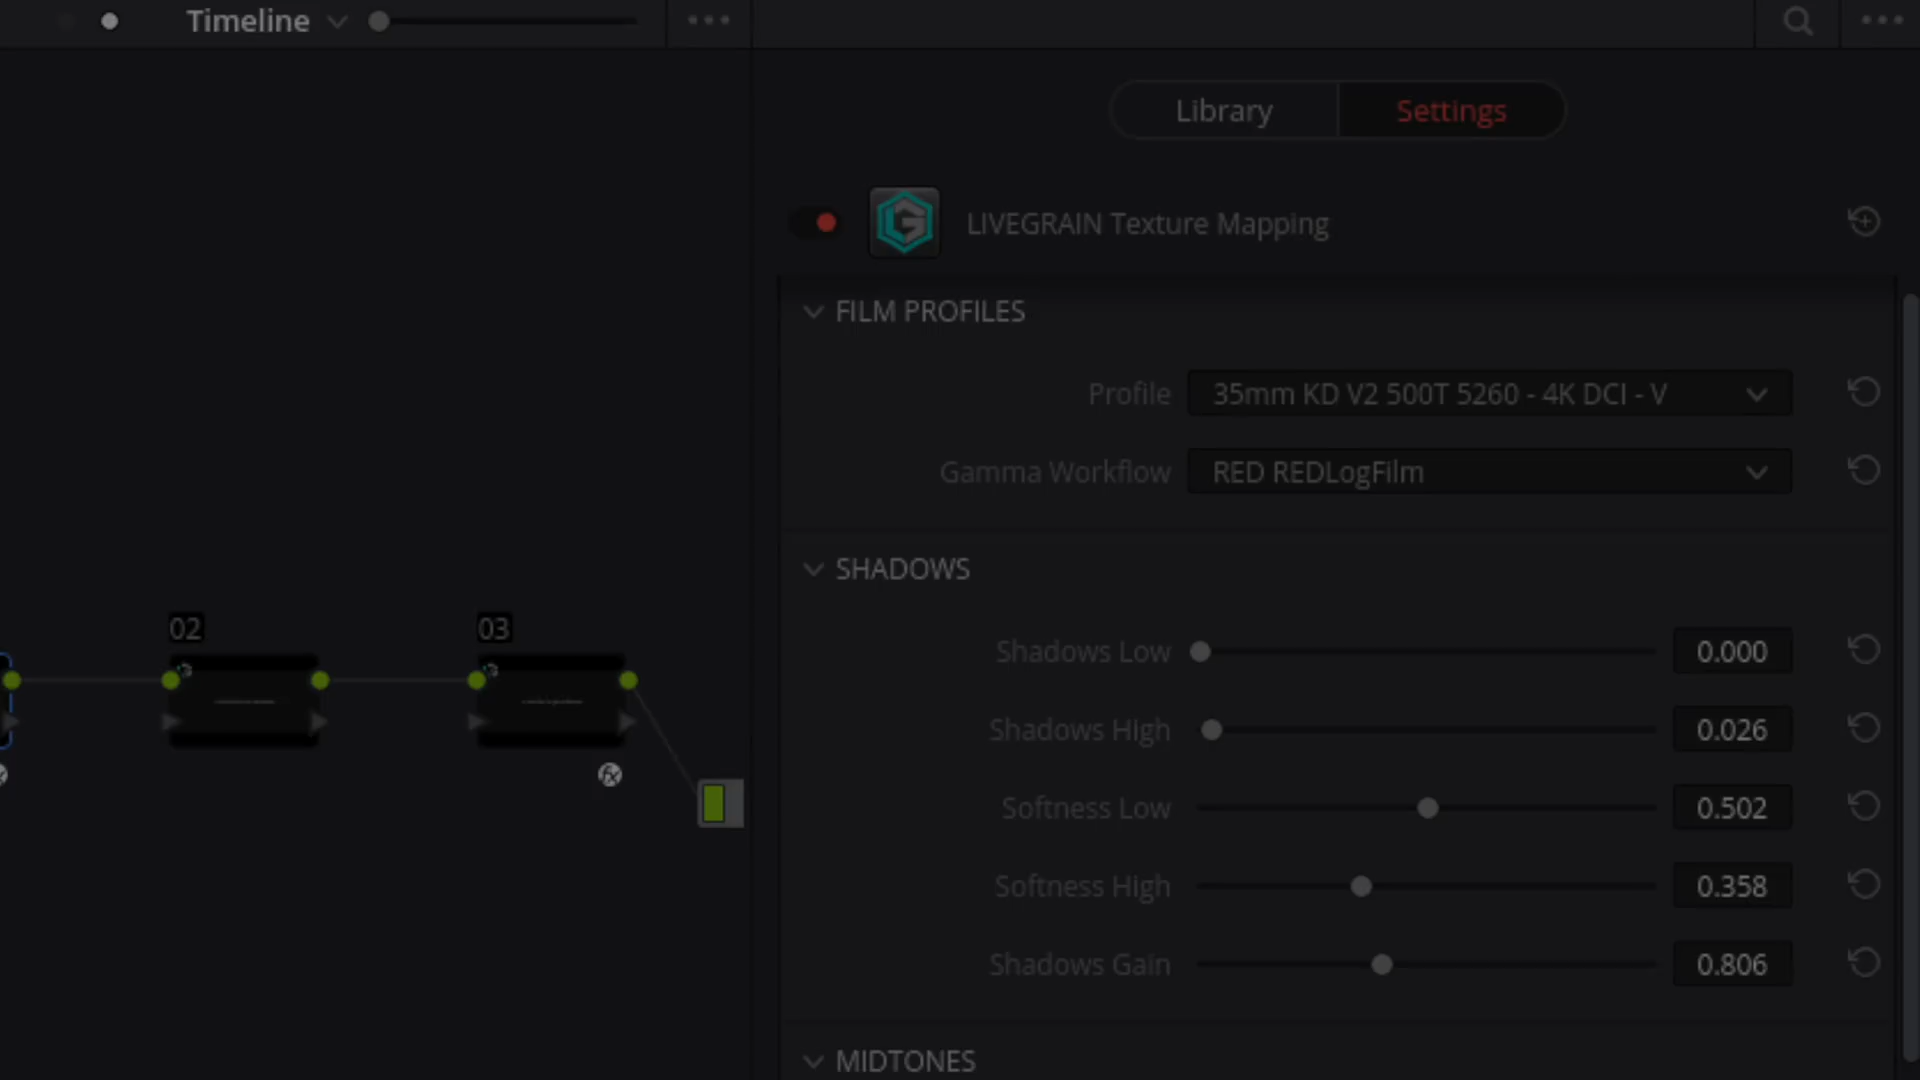 Timeline
Library
Settings
LIVEGRAIN Texture Mapping
FILM PROFILES
Profile
35mm KD V2 500T 5260 - 4K DCI - V
Gamma Workflow
RED REDLogFilm
SHADOWS
02
03
Shadows Low
0.000
Shadows High
0.026
Softness Low
0.502
Softness High
0.358
Shadows Gain
0.806
MIDTONES